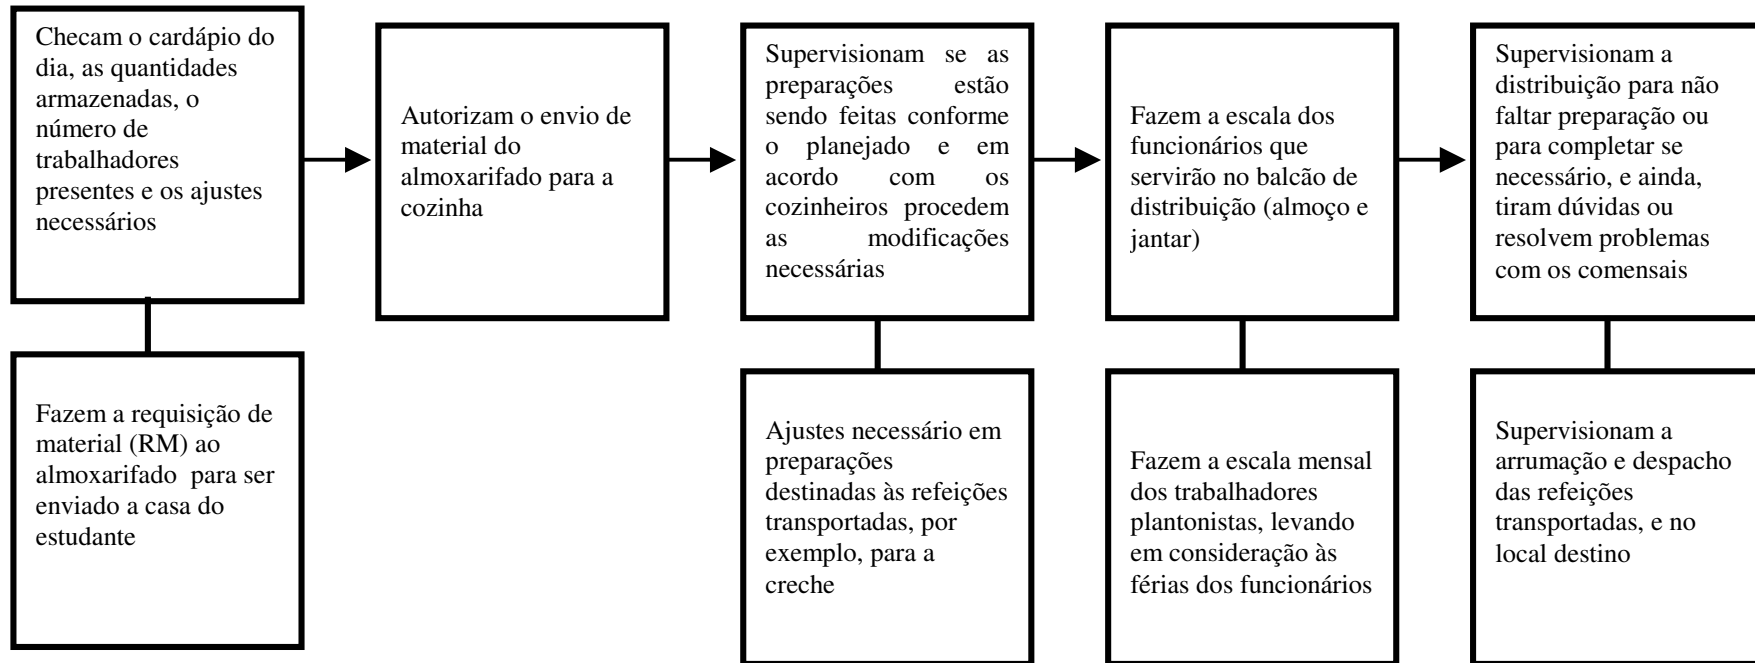 Checam o cardápio do
dia, as quantidades
armazenadas, o
número de
trabalhadores
presentes e os ajustes
necessários
Autorizam o envio de
material do
almoxarifado para a
cozinha
Supervisionam se as
preparações estão
sendo feitas conforme
o planejado e em
acordo com os
cozinheiros procedem
as modificações
necessárias
Fazem a escala dos
funcionários que
servirão no balcão de
distribuição (almoço e
jantar)
Supervisionam a
distribuição para não
faltar preparação ou
para completar se
necessário, e ainda,
tiram dúvidas ou
resolvem problemas
com os comensais
Fazem a requisição de
material (RM) ao
almoxarifado para ser
enviado a casa do
estudante
Ajustes necessário em
preparações
destinadas às refeições
transportadas, por
exemplo, para a
creche
Fazem a escala mensal
dos trabalhadores
plantonistas, levando
em consideração às
férias dos funcionários
Supervisionam a
arrumação e despacho
das refeições
transportadas, e no
local destino